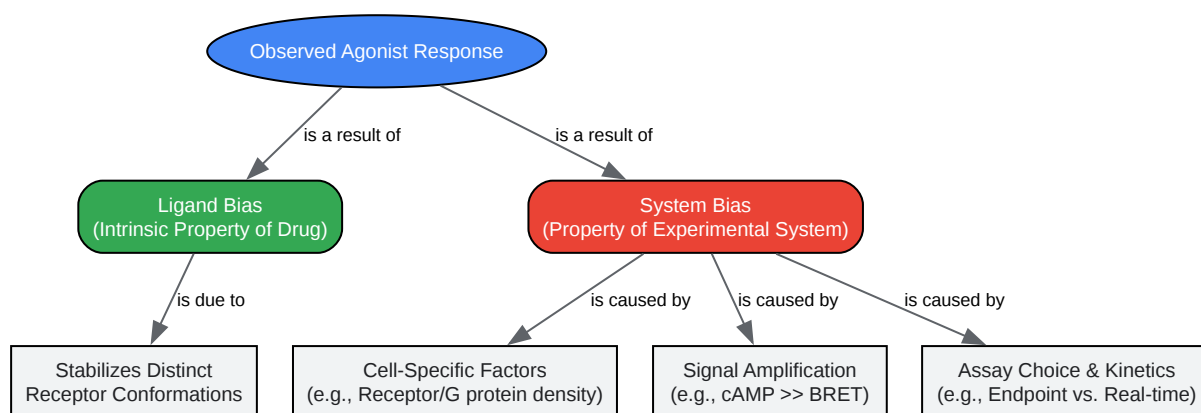 Observed Agonist Response
is a result of
is a result of
Ligand Bias
(Intrinsic Property of Drug)
System Bias
(Property of Experimental System)
is due to
is caused by
is caused by
is caused by
Stabilizes Distinct
Receptor Conformations
Cell-Specific Factors
(e.g., Receptor/G protein density)
Signal Amplification
(e.g., cAMP >> BRET)
Assay Choice & Kinetics
(e.g., Endpoint vs. Real-time)